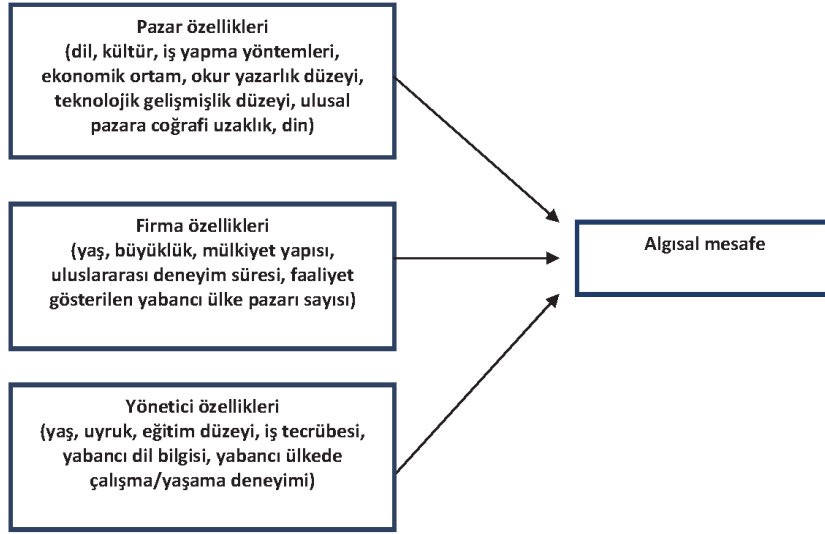 Pazar özellikleri
(dil, kültür, iş yapma yöntemleri,
ekonomik ortam, okur yazarlık düzeyi,
teknolojik gelişmişlik düzeyi, ulusal
pazara coğrafi uzaklık, din)
Firma özellikleri
(yaş, büyüklük, mülkiyet yapısı,
uluslararası deneyim süresi, faaliyet
gösterilen yabancı ülke pazarı sayısı)
Algısal mesafe
Yönetici özellikleri
(yaş, uyruk, eğitim düzeyi, iş tecrübesi,
yabancı dil bilgisi, yabancı ülkede
çalışma/yaşama deneyimi)